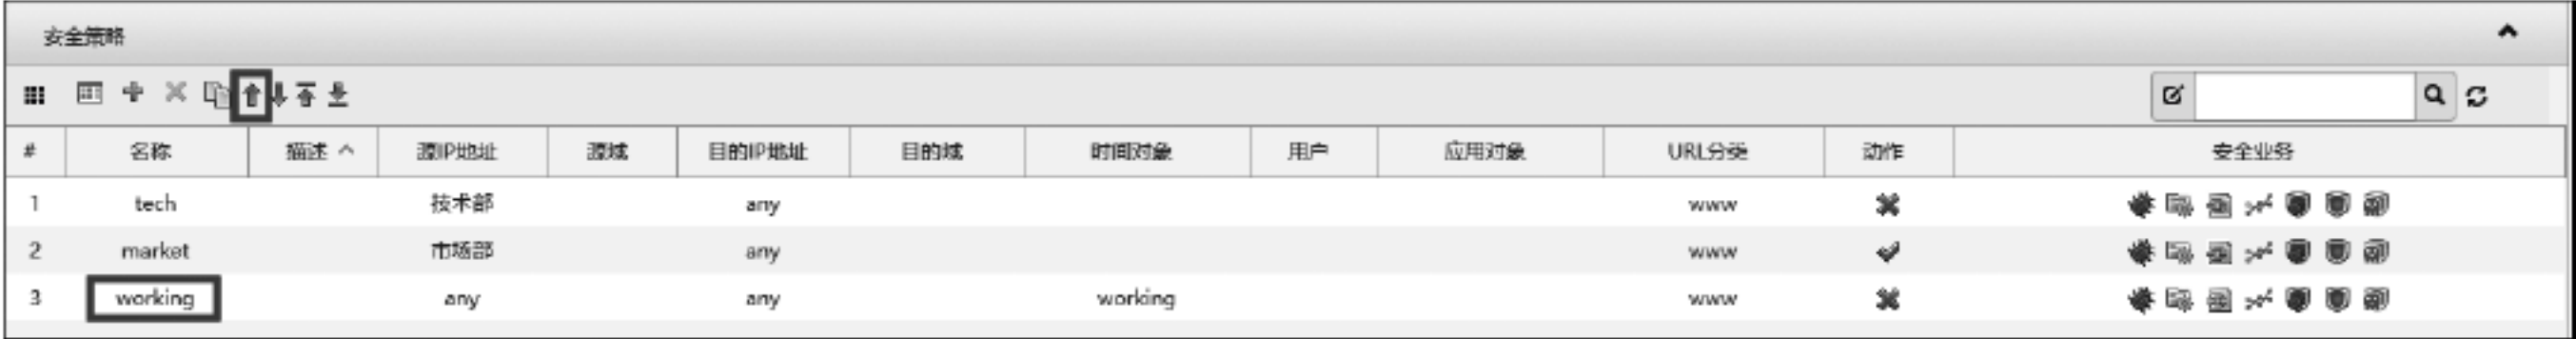 安全策略
# 名称 描述 源IP地址 源域 目的IP地址 目的域 时间对象 用户 应用对象 URL分类 动作 安全业务
1 tech 技术部 any www
2 market 市场部 any www
3 working any any working www